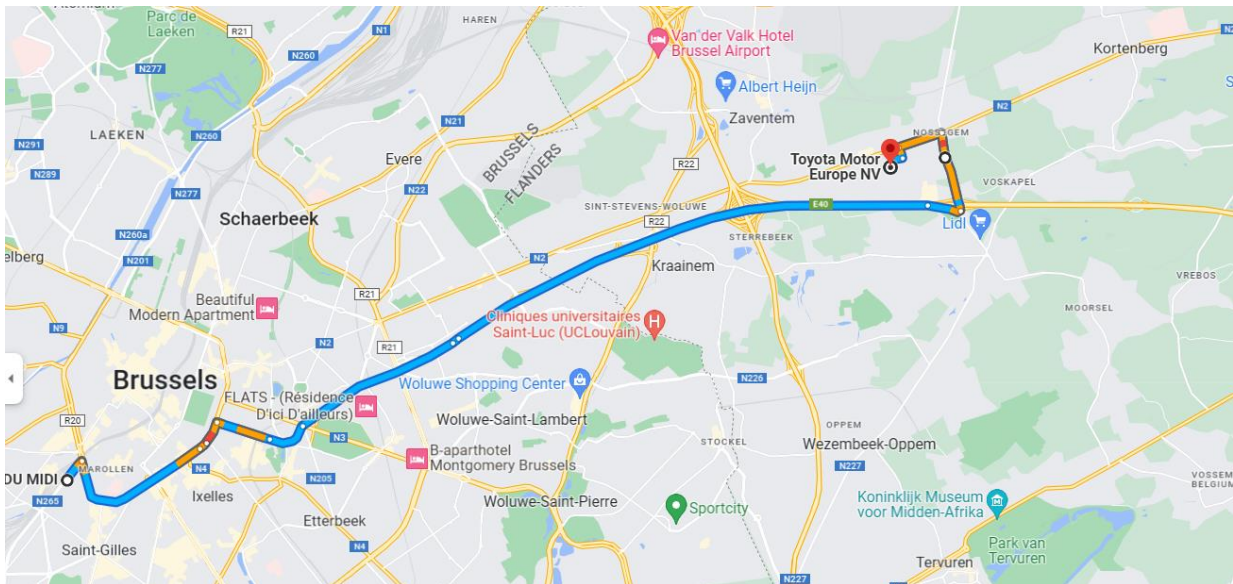 Parc de
Laeken
R21
N1
HAREN
N260
N277
N260
Van der Valk Hotel
Brussel Airport
Kortenberg
N2
Albert Heijn
Zaventem
N2
NOSSEGEM
LAEKEN
N291
N289
N260
N21
BRUSSELS
FLANDERS
Evere
N22
R22
Toyota Motor
Europe NV
VOSKAPEL
N277
Schaerbeek
SINT-STEVENS-WOLUWE
R22
E40
STERREBEEK
Lidl
N260a
N201
elberg
N2
Kraainem
VREBOS
R21
Beautiful
Modern Apartment
MOORSEL
N9
N2
R21
Cliniques universitaires
Saint-Luc (UCLouvain)
H
Brussels
Woluwe Shopping Center
N226
FLATS - (Résidence
D'ici D'ailleurs)
R20
Woluwe-Saint-Lambert
OPPEM
Wezembeek-Oppem
N3
STOCKEL
MAROLLEN
N4
B-aparthotel
Montgomery Brussels
N227
DU MIDI
N265
N205
Ixelles
Woluwe-Saint-Pierre
Koninklijk Museum
voor Midden-Afrika
VOSSEM
BELGIUM
Sportcity
Etterbeek
N4
Saint-Gilles
Park van
Tervuren
Tervuren
N227